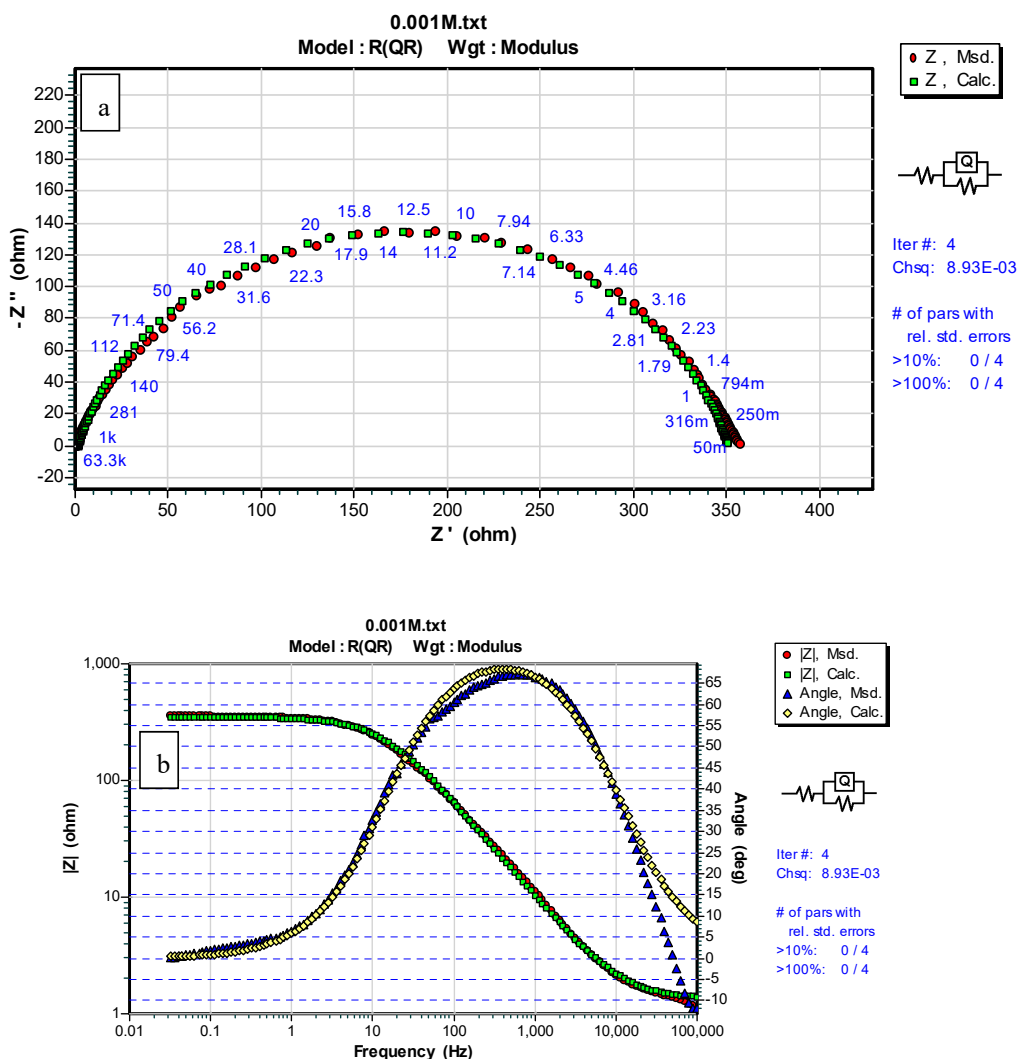 0.001M.txt
Model : R(QR) Wgt : Modulus
a
Z , Msd.
Z , Calc.
Q
Iter #: 4
Chsq: 8.93E-03
# of pars with
rel. std. errors
>10%: 0 / 4
>100%: 0 / 4
220
200
180
160
140
120
100
80
60
40
20
0
-20
-Z'' (ohm)
15.8
12.5
10
20
7.94
17.9
14
11.2
6.33
28.1
22.3
7.14
40
4.46
31.6
5
50
3.16
4
71.4
56.2
2.23
2.81
112
79.4
1.79
1.4
140
794m
1
281
316m
250m
1k
50m
63.3k
0
50
100
150
200
250
300
350
400
Z' (ohm)
0.001M.txt
Model : R(QR) Wgt : Modulus
b
|Z|, Msd.
|Z|, Calc.
Angle, Msd.
Angle, Calc.
Q
Iter #: 4
Chsq: 8.93E-03
# of pars with
rel. std. errors
>10%: 0 / 4
>100%: 0 / 4
1,000
100
10
1
|Z| (ohm)
65
60
55
50
45
40
35
30
25
20
15
10
5
0
-5
-10
Angle (deg)
0.01
0.1
1
10
100
1,000
10,000
100,000
Frequency (Hz)